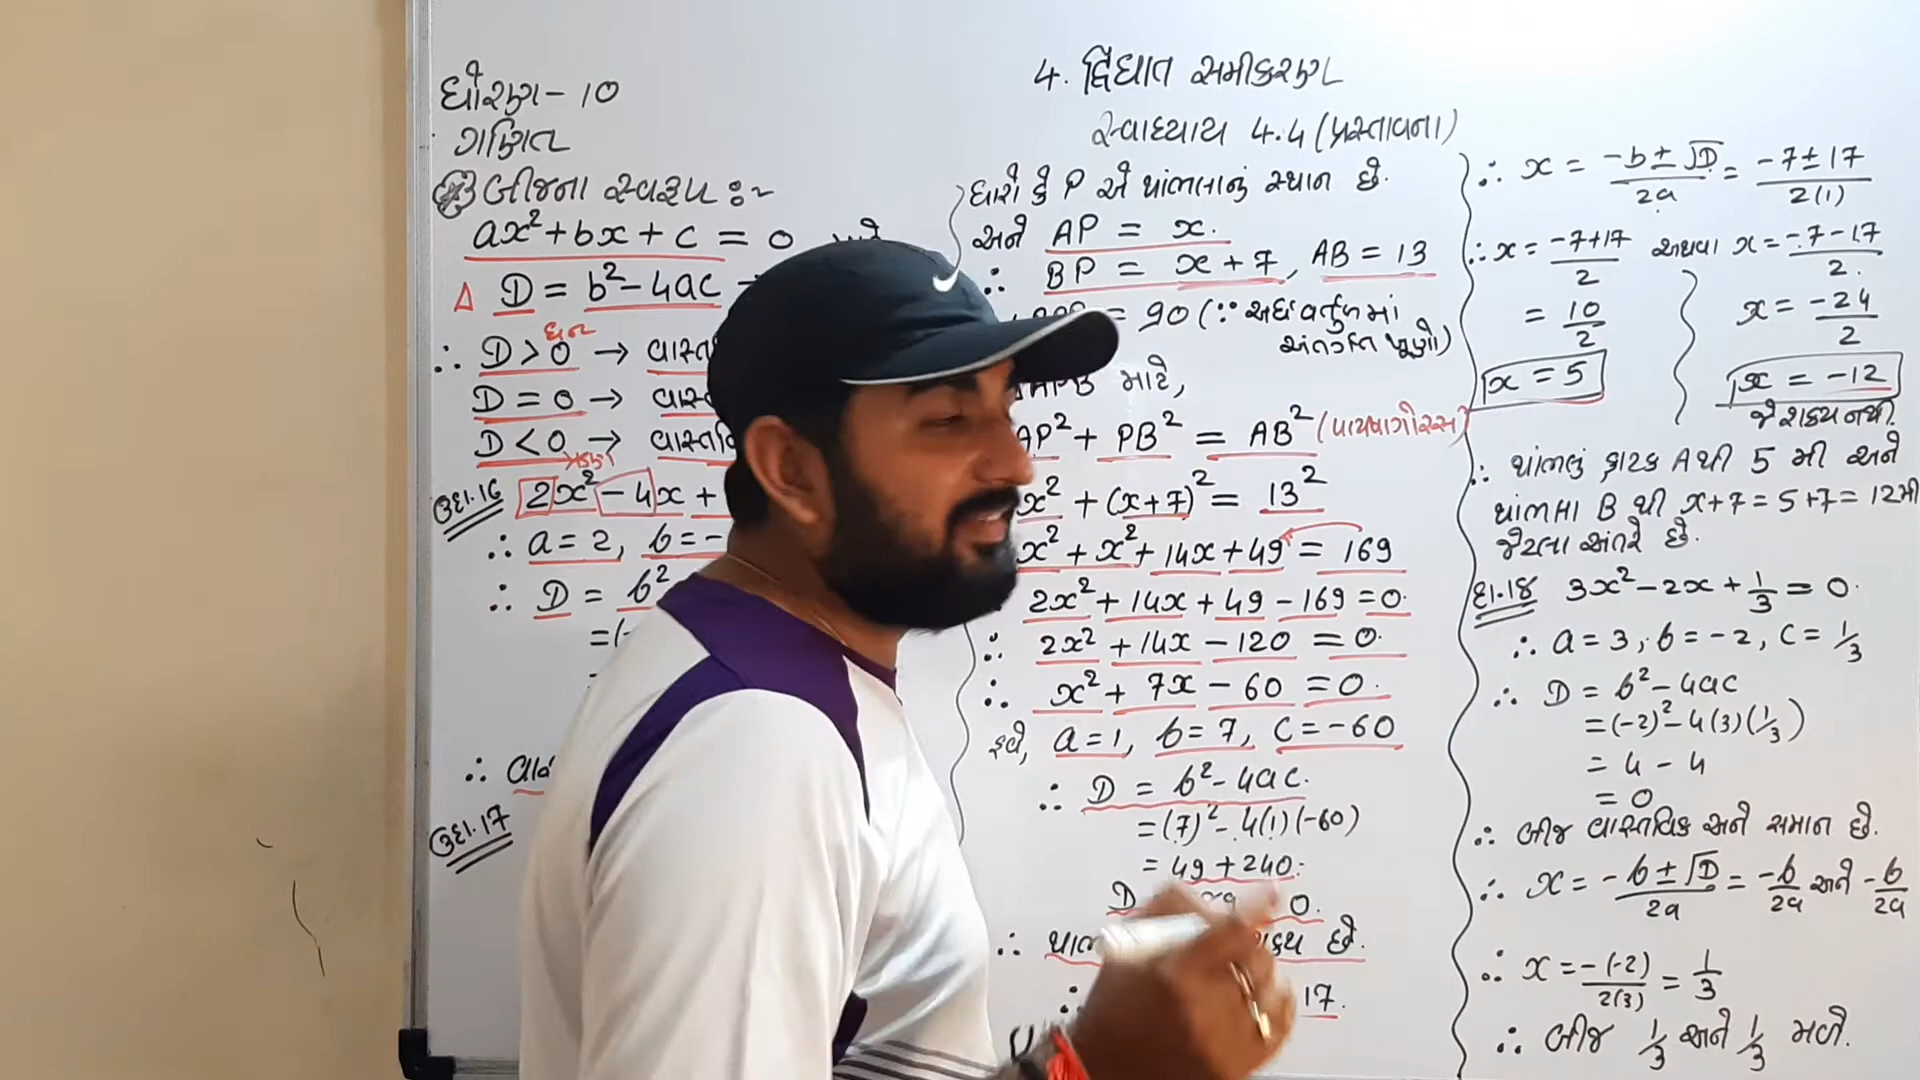 ધોરણ - 10
ગણિત
4. દ્વિઘાત સમીકરણ
સ્વાધ્યાય 4.4 (પ્રસ્તાવના)
બીજના સ્વરૂપ :~
ax² + bx + c = 0
Δ D = b² - 4ac
ધન
∴ D > 0 →
D = 0 →
D < 0 →
ઉદા.16 2x² - 4x +
∴ a = 2, b = -
∴ D = b²
= (-
∴
ઉદા.17
ધારો કે P એ થાંભલાનું સ્થાન છે.
અને AP = x.
∴ BP = x + 7, AB = 13
= 90 (∵ અર્ધવર્તુળમાં
અંતર્ગત ખૂણો)
APB માટે,
AP² + PB² = AB² (પાયથાગોરસ)
x² + (x+7)² = 13²
x² + x² + 14x + 49 = 169
2x² + 14x + 49 - 169 = 0.
∴ 2x² + 14x - 120 = 0.
∴ x² + 7x - 60 = 0.
હવે, a = 1, b = 7, c = -60
∴ D = b² - 4ac.
= (7)² - 4(1)(-60)
= 49 + 240.
D 0.
∴ શક્ય છે.
∴ 17.
∴ x = -b ± √D / 2a = -7 ± 17 / 2(1)
∴ x = -7+17 / 2 અથવા x = -7-17 / 2.
= 10/2 x = -24/2
x = 5 x = -12
જે શક્ય નથી.
∴ થાંભલું ફાટક A થી 5 મી અને
થાંભલા B થી x+7 = 5+7 = 12મી
જેટલા અંતરે છે.
ઉદા.18 3x² - 2x + 1/3 = 0.
∴ a = 3, b = -2, c = 1/3
∴ D = b² - 4ac
= (-2)² - 4(3)(1/3)
= 4 - 4
= 0
∴ બીજ વાસ્તવિક અને સમાન છે.
∴ x = -b ± √D / 2a = -b/2a અને -b/2a
∴ x = -(-2) / 2(3) = 1/3
∴ બીજ 1/3 અને 1/3 મળે.